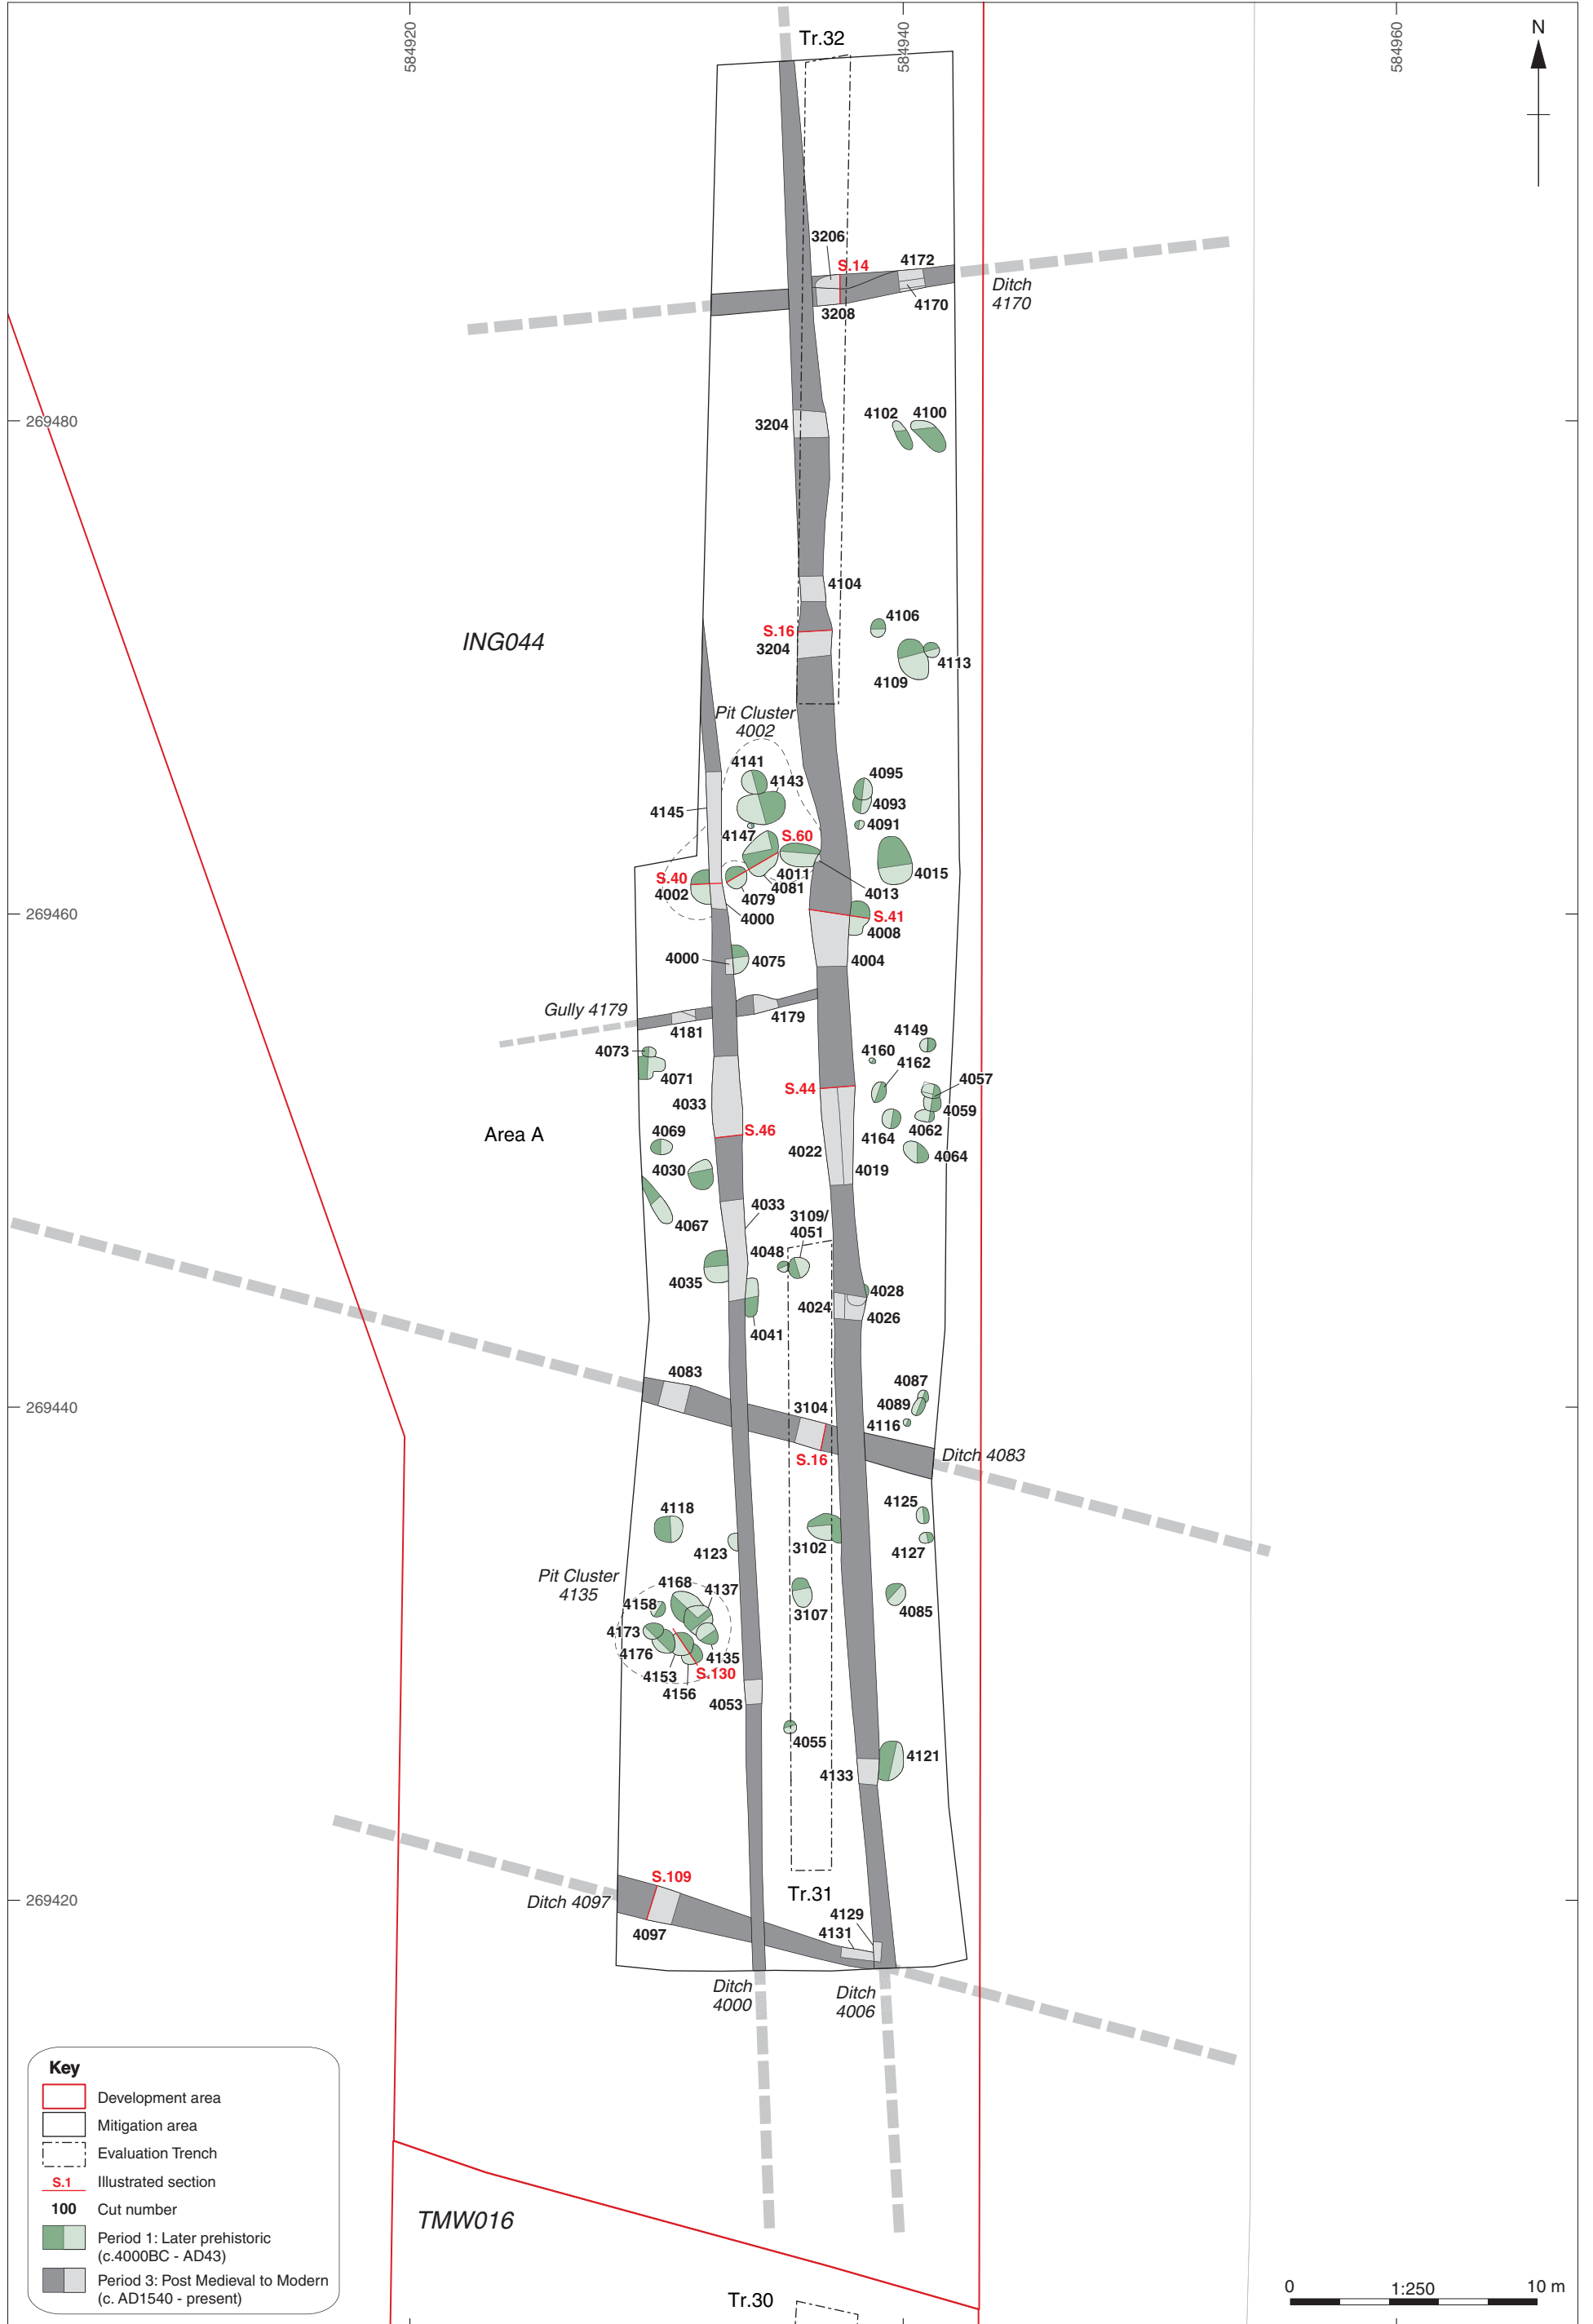 584920
584940
584960
N
Tr.32
3206
S.14
4172
Ditch
4170
4170
3208
269480
3204
4102
4100
4104
4106
S.16
3204
ING044
4113
4109
Pit Cluster
4002
4141
4143
4095
4093
4145
4147
S.60
4091
4011
4015
S.40
4081
4013
4002
4079
4000
269460
S.41
4008
4000
4075
4004
Gully 4179
4179
4181
4149
4073
4160
4162
4071
4057
S.44
4033
4059
4062
Area A
S.46
4164
4069
4022
4064
4030
4019
4033
3109/
4051
4067
4048
4035
4028
4024
4026
4041
4083
4087
4089
3104
269440
4116
Ditch 4083
S.16
4118
4125
4123
3102
4127
Pit Cluster
4135
4168
4137
4158
3107
4085
4173
4176
4135
4153
S.130
4156
4053
4055
4121
4133
S.109
Tr.31
269420
Ditch 4097
4129
4131
4097
Ditch
4000
Ditch
4006
Key
Development area
Mitigation area
Evaluation Trench
S.1 Illustrated section
100 Cut number
Period 1: Later prehistoric
(c.4000BC - AD43)
Period 3: Post Medieval to Modern
(c. AD1540 - present)
TMW016
Tr.30
0 1:250 10 m